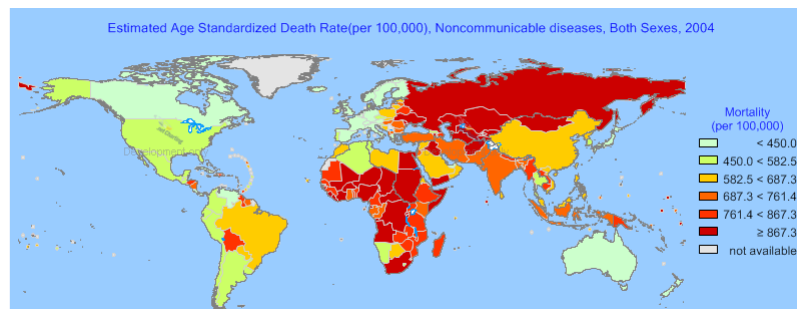 Estimated Age Standardized Death Rate(per 100,000), Noncommunicable diseases, Both Sexes, 2004
Mortality
(per 100,000)
< 450.0
450.0 < 582.5
582.5 < 687.3
687.3 < 761.4
761.4 < 867.3
≥ 867.3
not available